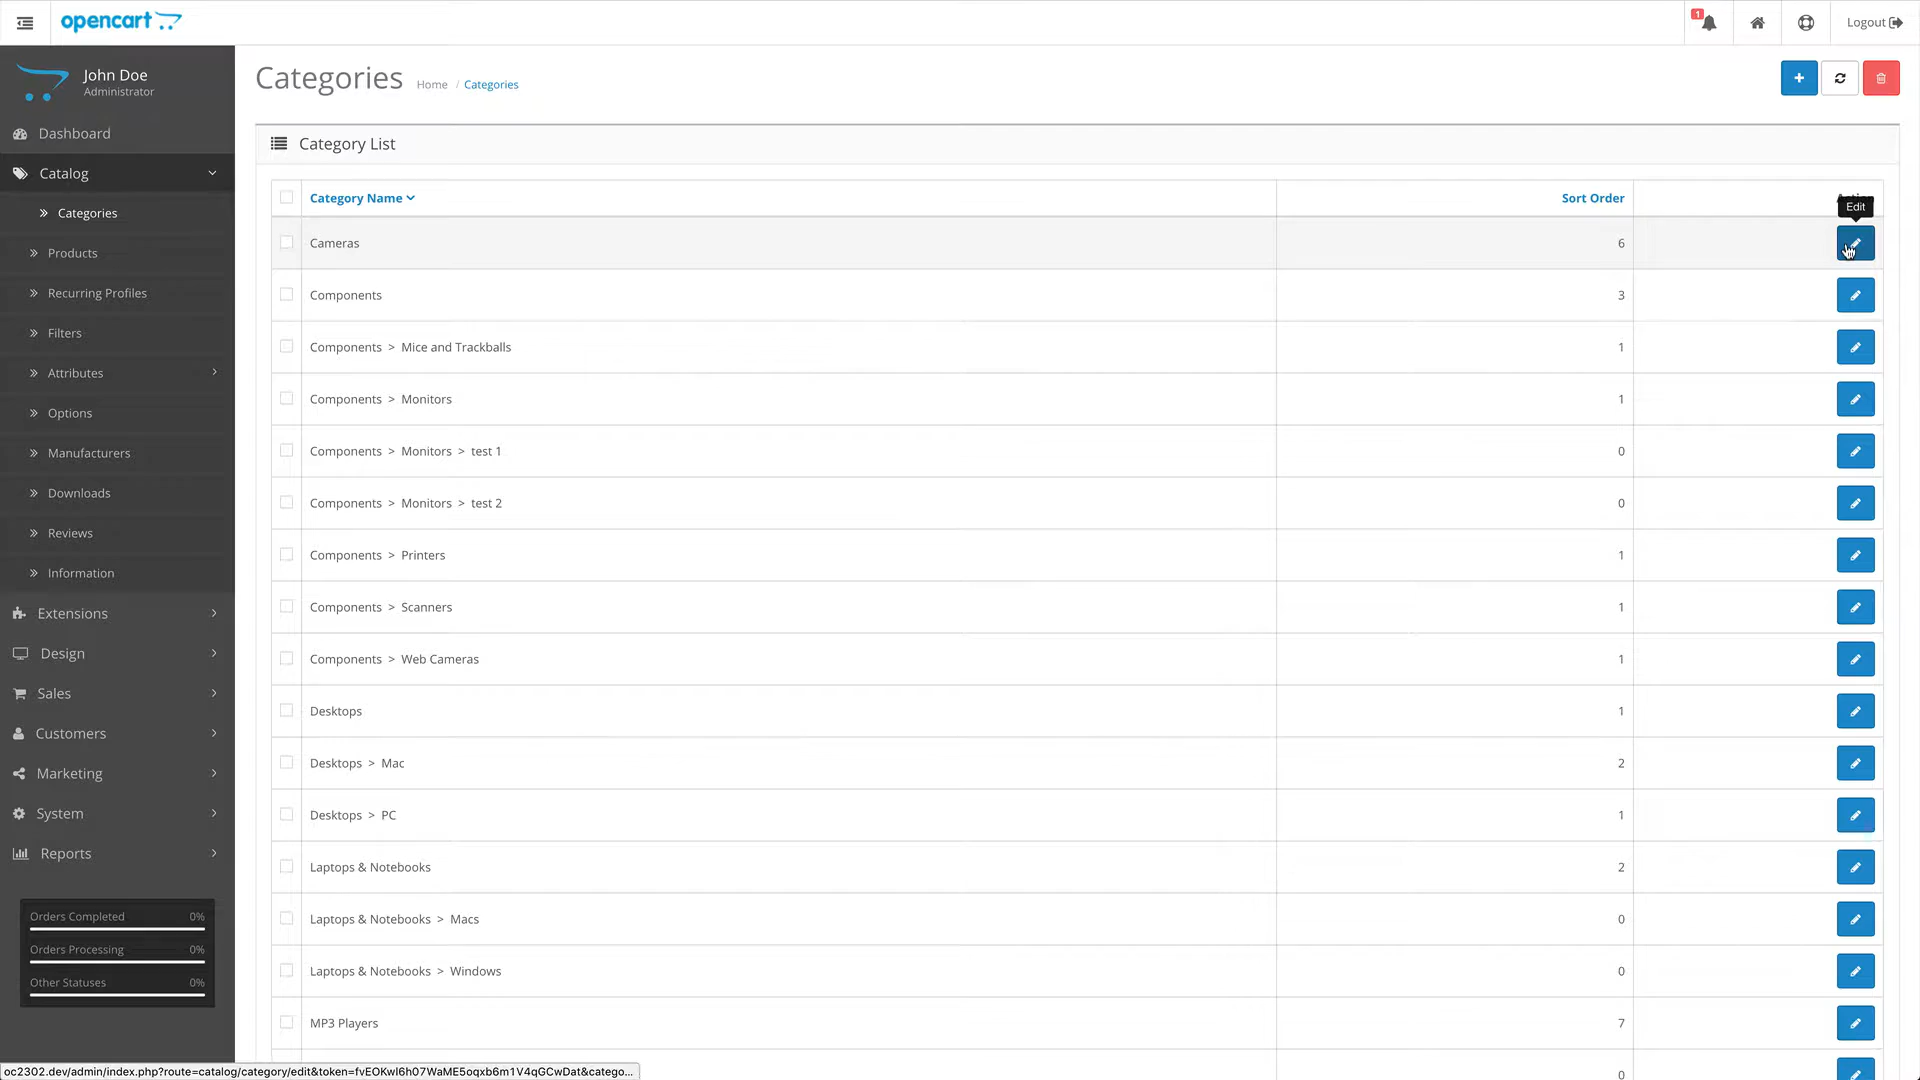 opencart
1
Logout
John Doe
Administrator
Dashboard
Catalog
Categories
Products
Recurring Profiles
Filters
Attributes
Options
Manufacturers
Downloads
Reviews
Information
Extensions
Design
Sales
Customers
Marketing
System
Reports
Orders Completed 0%
Orders Processing 0%
Other Statuses 0%
Categories Home / Categories
Category List
Category Name Sort Order
Edit
Cameras 6
Components 3
Components > Mice and Trackballs 1
Components > Monitors 1
Components > Monitors > test 1 0
Components > Monitors > test 2 0
Components > Printers 1
Components > Scanners 1
Components > Web Cameras 1
Desktops 1
Desktops > Mac 2
Desktops > PC 1
Laptops & Notebooks 2
Laptops & Notebooks > Macs 0
Laptops & Notebooks > Windows 0
MP3 Players 7
0
oc2302.dev/admin/index.php?route=catalog/category/edit&token=fvEOKwl6h07WaME5oqxb6m1V4qGCwDat&catego...